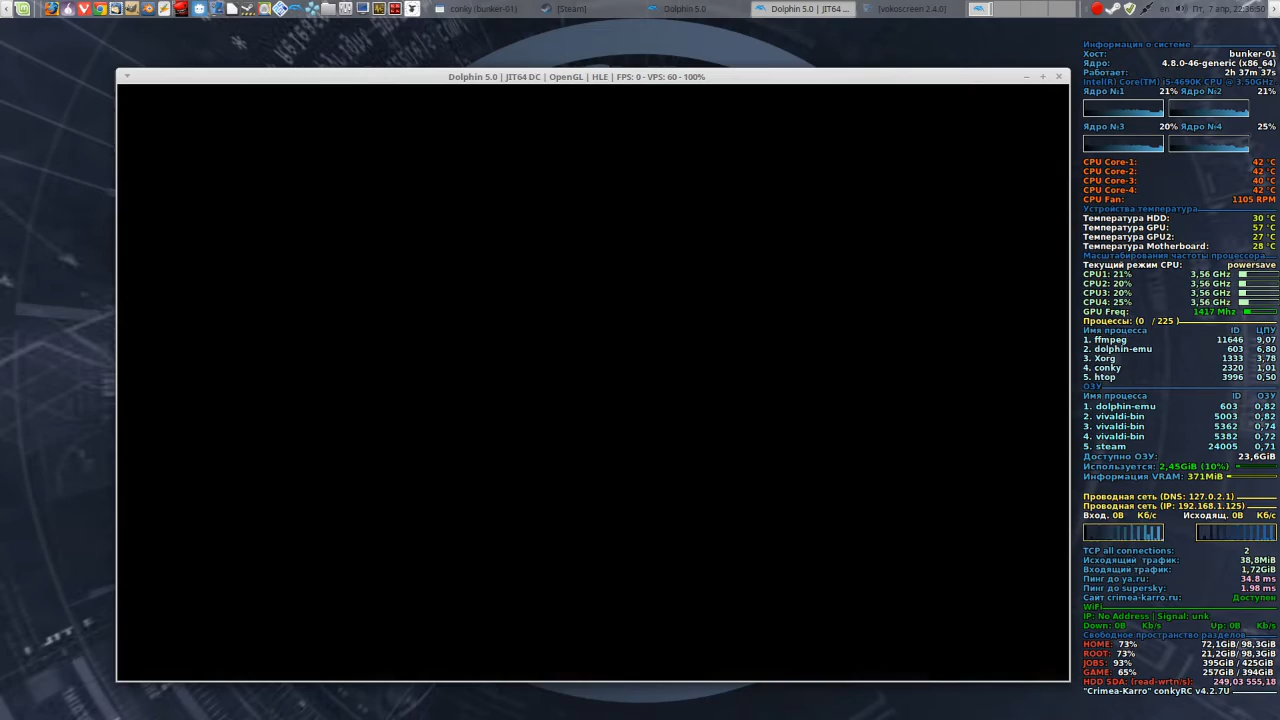 conky (bunker-01)
[Steam]
Dolphin 5.0
Dolphin 5.0 | JIT64 ...
[vokoscreen 2.4.0]
en
Пт, 7 апр, 22:36:50
Dolphin 5.0 | JIT64 DC | OpenGL | HLE | FPS: 0 - VPS: 60 - 100%
Информация о системе
Хост: bunker-01
Ядро: 4.8.0-46-generic (x86_64)
Работает: 2h 37m 37s
Intel(R) Core(TM) i5-4690K CPU @ 3.50GHz
Ядро №1 21% Ядро №2 21%
Ядро №3 20% Ядро №4 25%
CPU Core-1: 42 °C
CPU Core-2: 42 °C
CPU Core-3: 40 °C
CPU Core-4: 42 °C
CPU Fan: 1105 RPM
Устройства температура
Температура HDD: 30 °C
Температура GPU: 57 °C
Температура GPU2: 27 °C
Температура Motherboard: 28 °C
Масштабирования частоты процессора
Текущий режим CPU: powersave
CPU1: 21% 3,56 GHz
CPU2: 20% 3,56 GHz
CPU3: 20% 3,56 GHz
CPU4: 25% 3,56 GHz
GPU Freq: 1417 Mhz
Процессы: (0 / 225 )
Имя процесса ID ЦПУ
1. ffmpeg 11646 9,07
2. dolphin-emu 603 6,80
3. Xorg 1333 3,78
4. conky 2320 1,01
5. htop 3996 0,50
ОЗУ
Имя процесса ID ОЗУ
1. dolphin-emu 603 0,82
2. vivaldi-bin 5003 0,82
3. vivaldi-bin 5362 0,74
4. vivaldi-bin 5382 0,72
5. steam 24005 0,71
Доступно ОЗУ: 23,6GiB
Используется: 2,45GiB (10%)
Информация VRAM: 371MiB
Проводная сеть (DNS: 127.0.2.1)
Проводная сеть (IP: 192.168.1.125)
Вход. 0B Кб/с Исходящ. 0B Кб/с
TCP all connections: 2
Исходящий трафик: 38,8MiB
Входящий трафик: 1,72GiB
Пинг до ya.ru: 34.8 ms
Пинг до supersky: 1.98 ms
Сайт crimea-karro.ru: Доступен
WiFi
IP: No Address | Signal: unk
Down: 0B Kb/s Up: 0B Kb/s
Свободное пространство разделов
HOME: 73% 72,1GiB/ 98,3GiB
ROOT: 73% 21,2GiB/ 98,3GiB
JOBS: 93% 395GiB / 425GiB
GAME: 65% 257GiB / 394GiB
HDD SDA: (read-wrtn/s): 249,03 555,18
"Crimea-Karro" conkyRC v4.2.7U